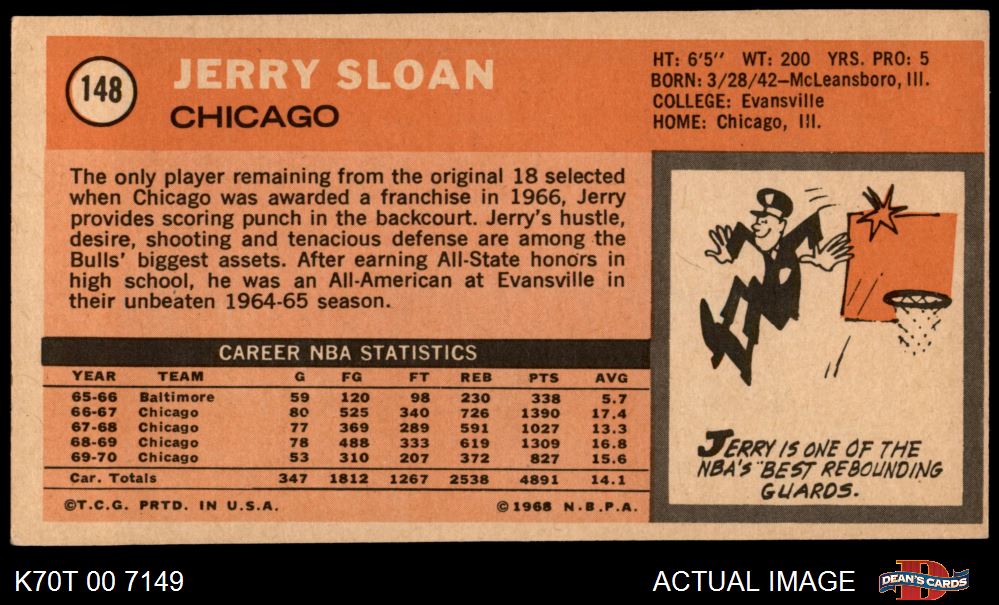 148
JERRY SLOAN
CHICAGO
HT: 6'5" WT: 200 YRS. PRO: 5
BORN: 3/28/42—McLeansboro, Ill.
COLLEGE: Evansville
HOME: Chicago, Ill.
The only player remaining from the original 18 selected
when Chicago was awarded a franchise in 1966, Jerry
provides scoring punch in the backcourt. Jerry's hustle,
desire, shooting and tenacious defense are among the
Bulls' biggest assets. After earning All-State honors in
high school, he was an All-American at Evansville in
their unbeaten 1964-65 season.
CAREER NBA STATISTICS
YEAR TEAM G FG FT REB PTS AVG
65-66 Baltimore 59 120 98 230 338 5.7
66-67 Chicago 80 525 340 726 1390 17.4
67-68 Chicago 77 369 289 591 1027 13.3
68-69 Chicago 78 488 333 619 1309 16.8
69-70 Chicago 53 310 207 372 827 15.6
Car. Totals 347 1812 1267 2538 4891 14.1
©T.C.G. PRTD. IN U.S.A. ©1968 N.B.P.A.
JERRY IS ONE OF THE
NBA'S BEST REBOUNDING
GUARDS.
K70T 00 7149
ACTUAL IMAGE
D
DEAN'S CARDS